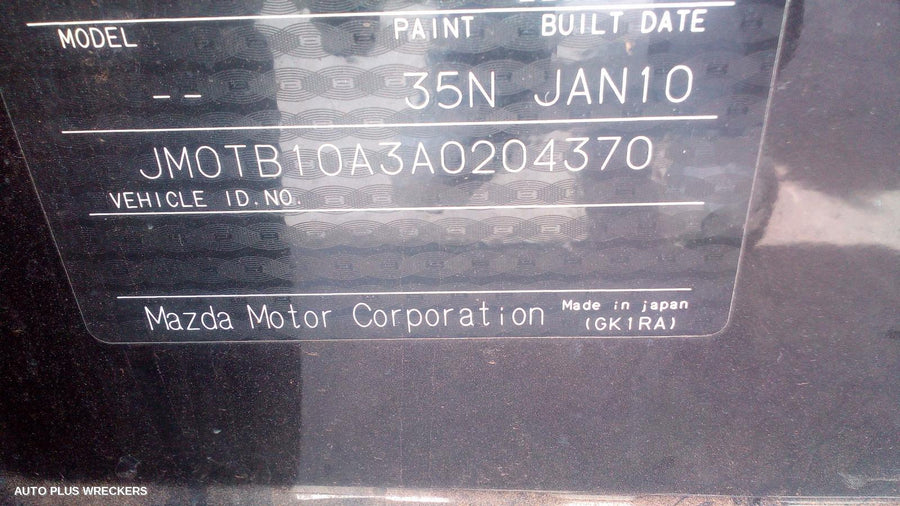 MODEL PAINT BUILT DATE
-- 35N JAN10
JM0TB10A3A0204370
VEHICLE ID.NO.
Mazda Motor Corporation Made in japan
(GK1RA)
AUTO PLUS WRECKERS